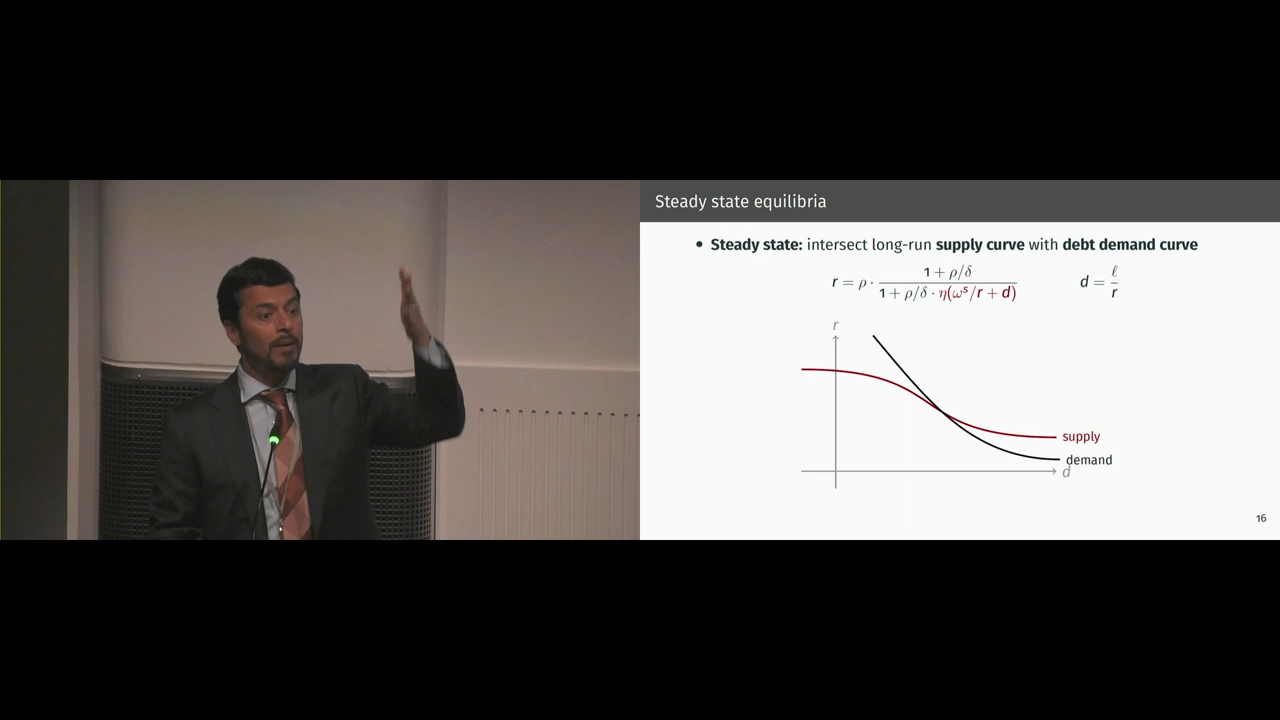 Steady state equilibria
• Steady state: intersect long-run supply curve with debt demand curve
r = ρ · (1 + ρ/δ) / (1 + ρ/δ · η(ωˢ/r + d))    d = ℓ/r
r
supply
demand
d
16